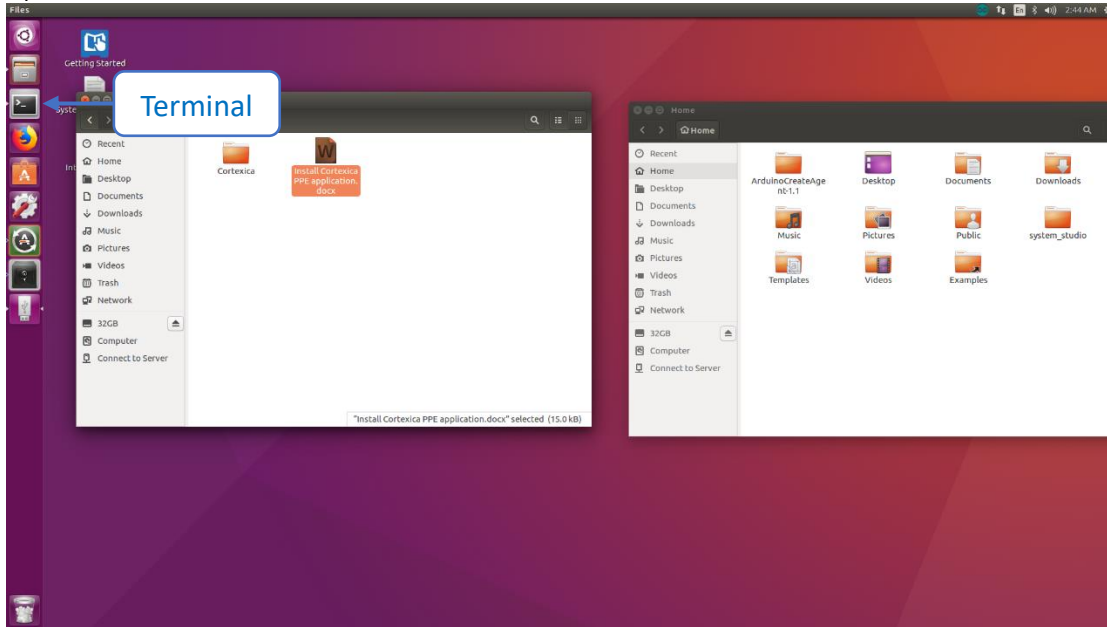 Files
En
2:44 AM
Getting Started
Syste
Int
Terminal
Recent
Home
Desktop
Documents
Downloads
Music
Pictures
Videos
Trash
Network
32GB
Computer
Connect to Server
Cortexica
Install Cortexica
PPE application.
docx
"Install Cortexica PPE application.docx" selected (15.0 kB)
Home
Home
Recent
Home
Desktop
Documents
Downloads
Music
Pictures
Videos
Trash
Network
32GB
Computer
Connect to Server
ArduinoCreateAge
nt-1.1
Desktop
Documents
Downloads
Music
Pictures
Public
system_studio
Templates
Videos
Examples